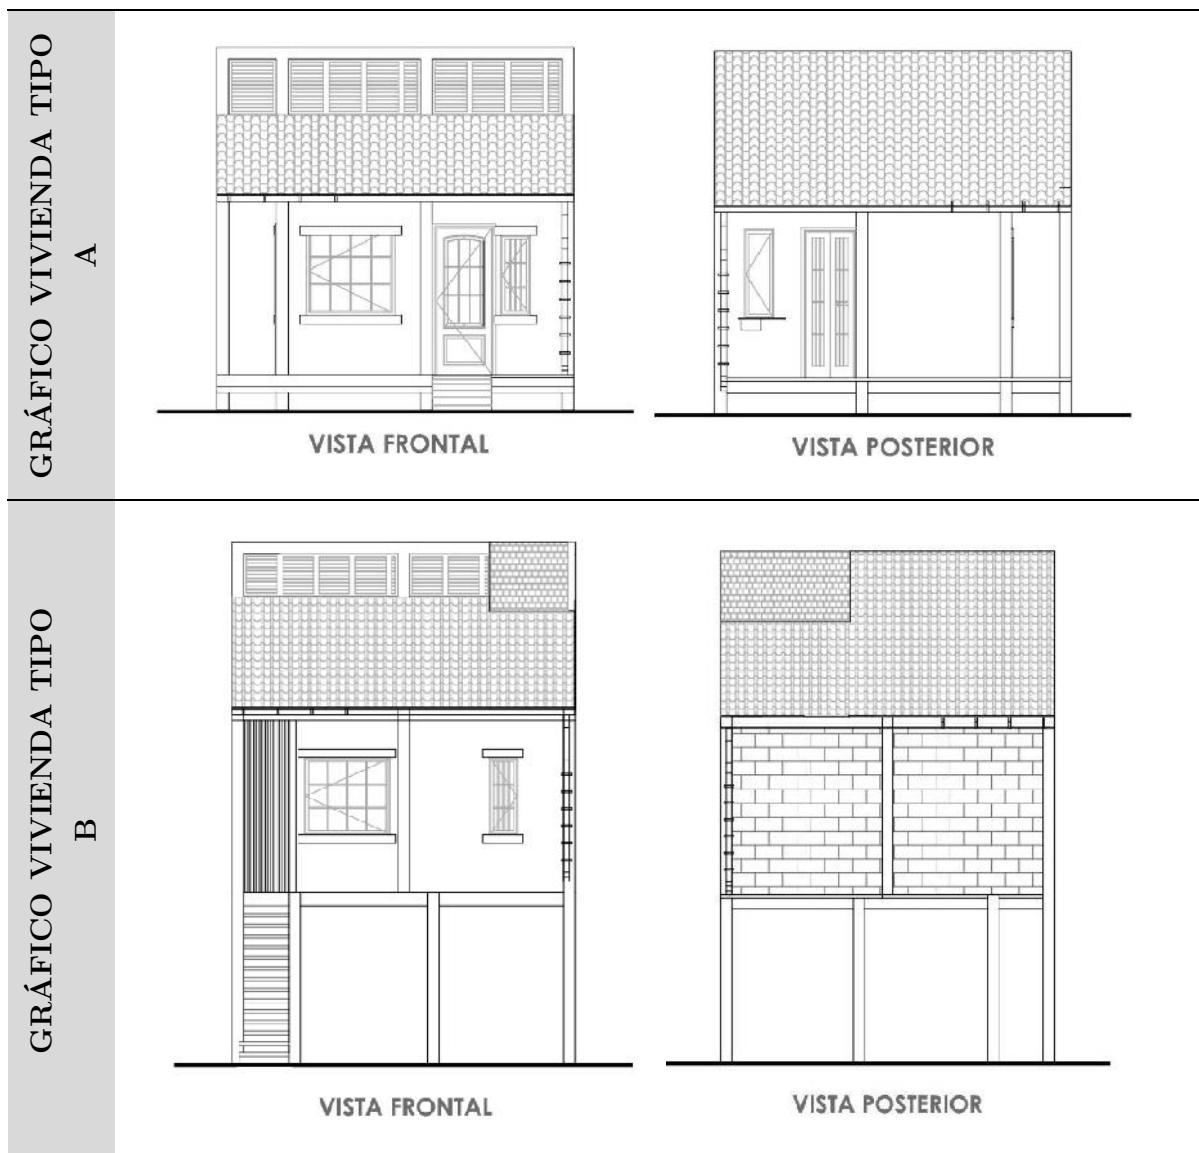 GRÁFICO VIVIENDA TIPO
A
VISTA FRONTAL
VISTA POSTERIOR
GRÁFICO VIVIENDA TIPO
B
VISTA FRONTAL
VISTA POSTERIOR